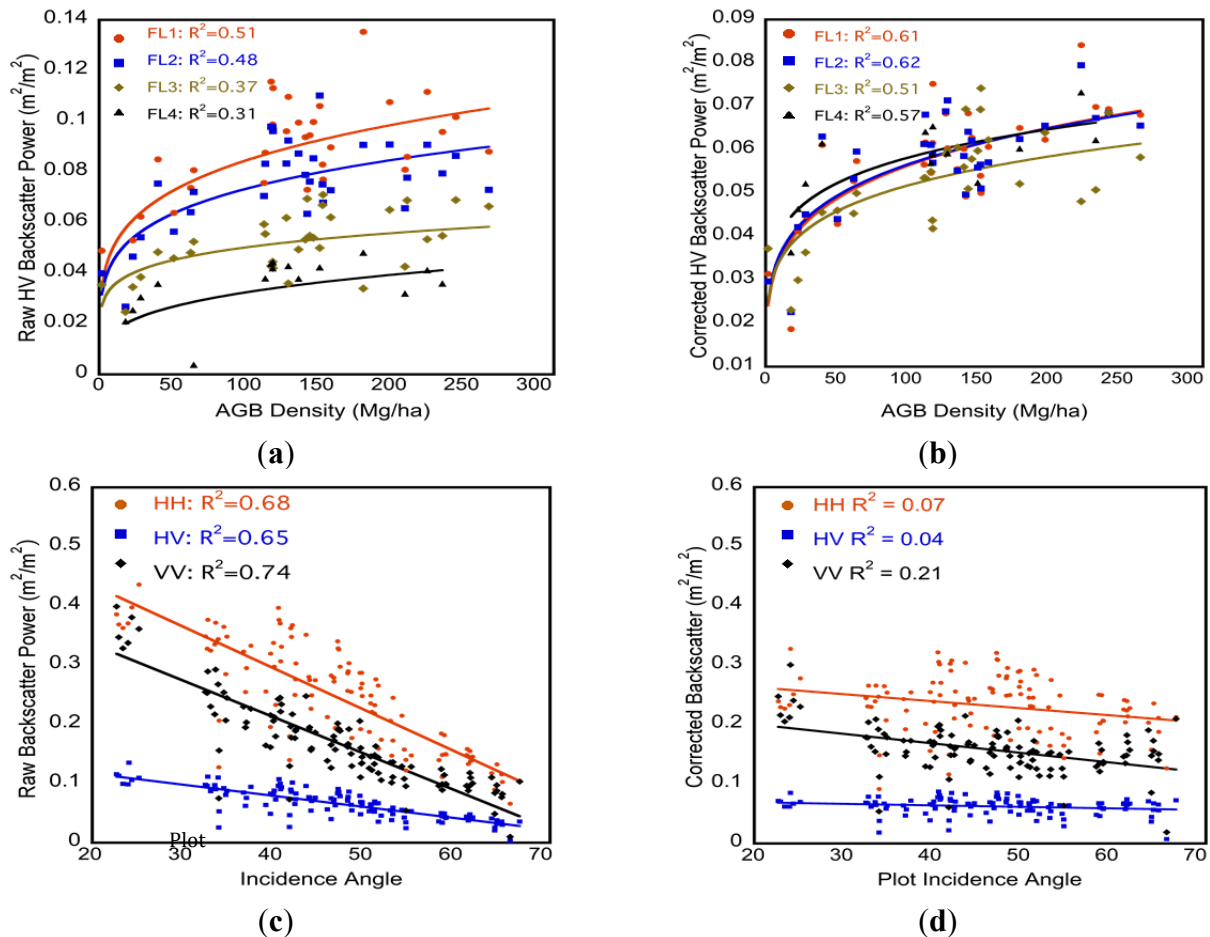 0.14
0.12
0.1
0.08
0.06
0.04
0.02
0
Raw HV Backscatter Power (m²/m²)
FL1: R²=0.51
FL2: R²=0.48
FL3: R²=0.37
FL4: R²=0.31
0 50 100 150 200 250 300
AGB Density (Mg/ha)
(a)
0.09
0.08
0.07
0.06
0.05
0.04
0.03
0.02
0.01
Corrected HV Backscatter Power (m²/m²)
FL1: R²=0.61
FL2: R²=0.62
FL3: R²=0.51
FL4: R²=0.57
0 50 100 150 200 250 300
AGB Density (Mg/ha)
(b)
0.6
0.5
0.4
0.3
0.2
0.1
0
Raw Backscatter Power (m²/m²)
HH: R²=0.68
HV: R²=0.65
VV: R²=0.74
Plot
20 30 40 50 60 70
Incidence Angle
(c)
0.6
0.5
0.4
0.3
0.2
0.1
0
Corrected Backscatter (m²/m²)
HH R² = 0.07
HV R² = 0.04
VV R² = 0.21
20 30 40 50 60 70
Plot Incidence Angle
(d)